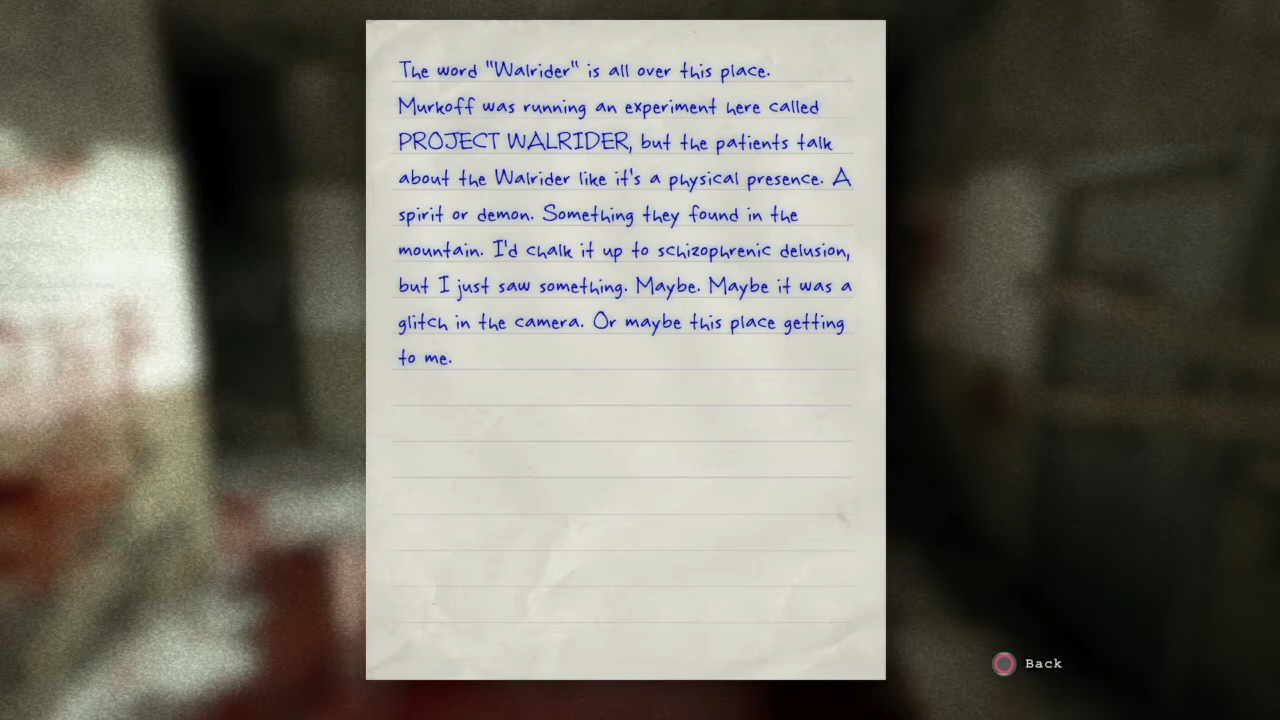 The word "Walrider" is all over this place.
Murkoff was running an experiment here called
PROJECT WALRIDER, but the patients talk
about the Walrider like it's a physical presence. A
spirit or demon. Something they found in the
mountain. I'd chalk it up to schizophrenic delusion,
but I just saw something. Maybe. Maybe it was a
glitch in the camera. Or maybe this place getting
to me.
Back